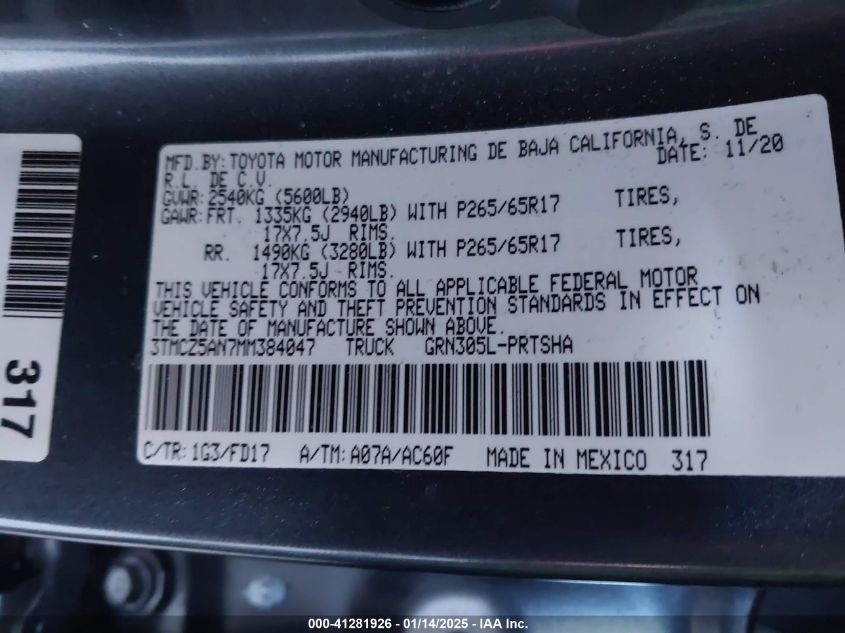 MFD.BY:TOYOTA MOTOR MANUFACTURING DE BAJA CALIFORNIA, S. DE
R.L. DE C.V. DATE: 11/20
GVWR:2540KG (5600LB)
GAWR:FRT. 1335KG (2940LB) WITH P265/65R17 TIRES,
17X7.5J RIMS.
RR. 1490KG (3280LB) WITH P265/65R17 TIRES,
17X7.5J RIMS.
THIS VEHICLE CONFORMS TO ALL APPLICABLE FEDERAL MOTOR
VEHICLE SAFETY AND THEFT PREVENTION STANDARDS IN EFFECT ON
THE DATE OF MANUFACTURE SHOWN ABOVE.
3TMCZ5AN7MM384047 TRUCK GRN305L-PRTSHA
C/TR:1G3/FD17 A/TM:A07A/AC60F MADE IN MEXICO 317
317
000-41281926 - 01/14/2025 - IAA Inc.